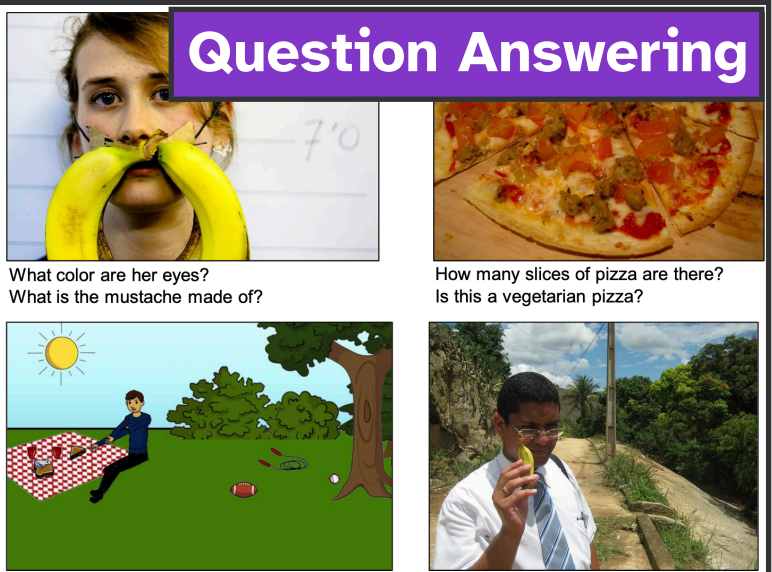 Question Answering
7'0
What color are her eyes?
What is the mustache made of?
How many slices of pizza are there?
Is this a vegetarian pizza?